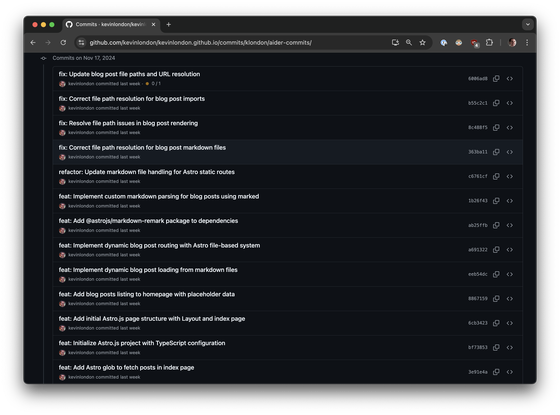 Commits · kevinlondon/kevinl
github.com/kevinlondon/kevinlondon.github.io/commits/klondon/aider-commits/
Commits on Nov 17, 2024
fix: Update blog post file paths and URL resolution
kevinlondon committed last week · 0 / 1
b006ad8
fix: Correct file path resolution for blog post imports
kevinlondon committed last week
b55c2c1
fix: Resolve file path issues in blog post rendering
kevinlondon committed last week
8c488f5
fix: Correct file path resolution for blog post markdown files
kevinlondon committed last week
363ba11
refactor: Update markdown file handling for Astro static routes
kevinlondon committed last week
c6761cf
feat: Implement custom markdown parsing for blog posts using marked
kevinlondon committed last week
1b26f43
feat: Add @astrojs/markdown-remark package to dependencies
kevinlondon committed last week
ab25ffb
feat: Implement dynamic blog post routing with Astro file-based system
kevinlondon committed last week
a691322
feat: Implement dynamic blog post loading from markdown files
kevinlondon committed last week
eeb54dc
feat: Add blog posts listing to homepage with placeholder data
kevinlondon committed last week
8867159
feat: Add initial Astro.js page structure with Layout and index page
kevinlondon committed last week
6cb3423
feat: Initialize Astro.js project with TypeScript configuration
kevinlondon committed last week
bf73853
feat: Add Astro glob to fetch posts in index page
kevinlondon committed last week
3e91e4a